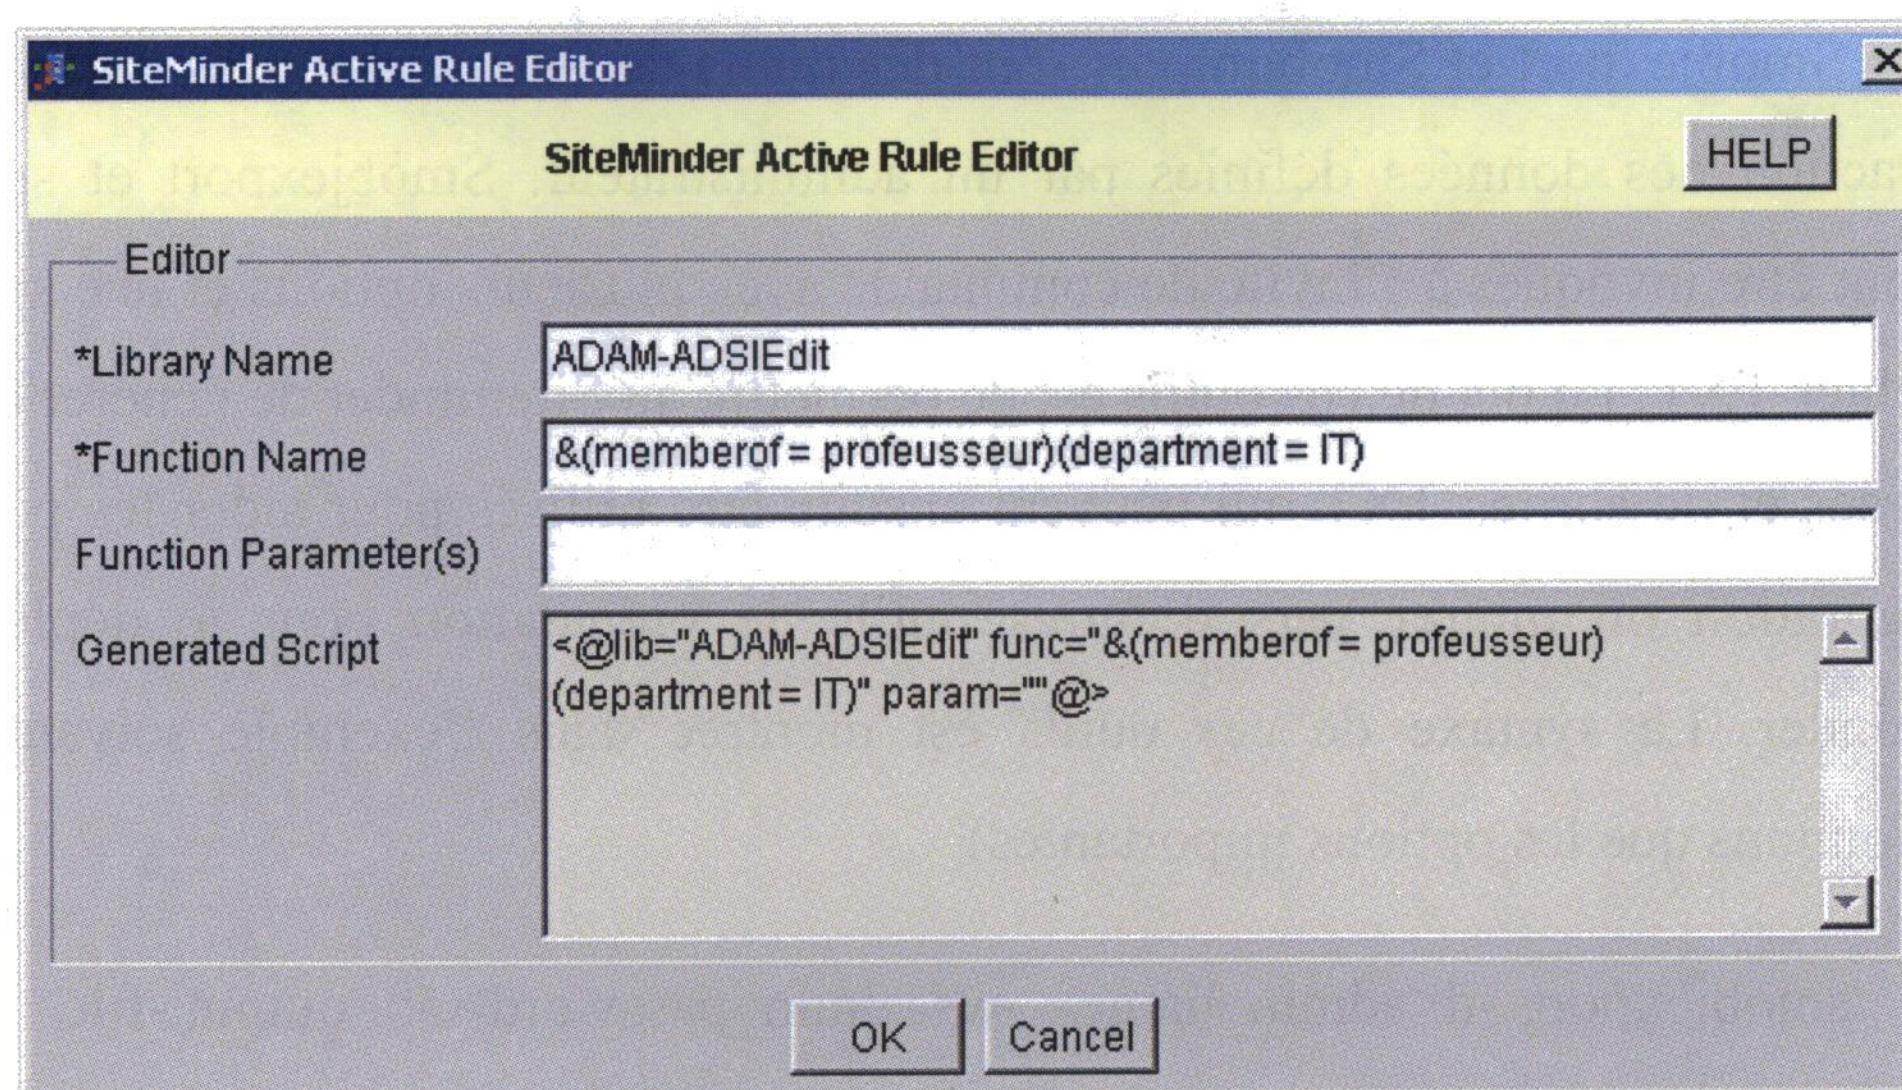 SiteMinder Active Rule Editor
SiteMinder Active Rule Editor
HELP
Editor
*Library Name
ADAM-ADSIEdit
*Function Name
&(memberof= profeusseur)(department= IT)
Function Parameter(s)
Generated Script
<@lib="ADAM-ADSIEdit" func="&(memberof= profeusseur)
(department= IT)" param=""@>
OK
Cancel